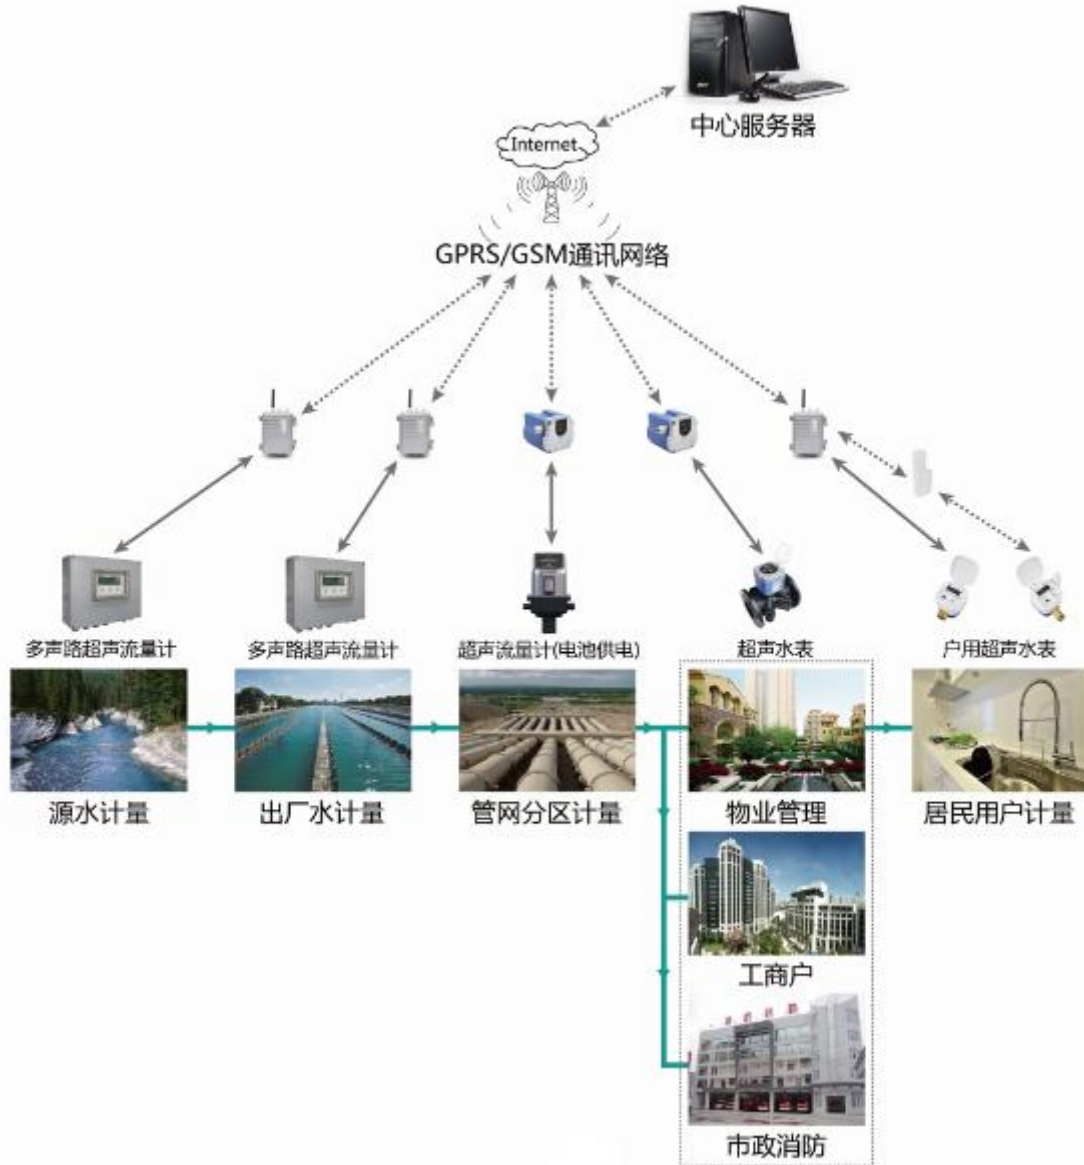 中心服务器
Internet
GPRS/GSM通讯网络
多声路超声流量计
多声路超声流量计
超声流量计(电池供电)
超声水表
户用超声水表
源水计量
出厂水计量
管网分区计量
物业管理
居民用户计量
工商户
市政消防